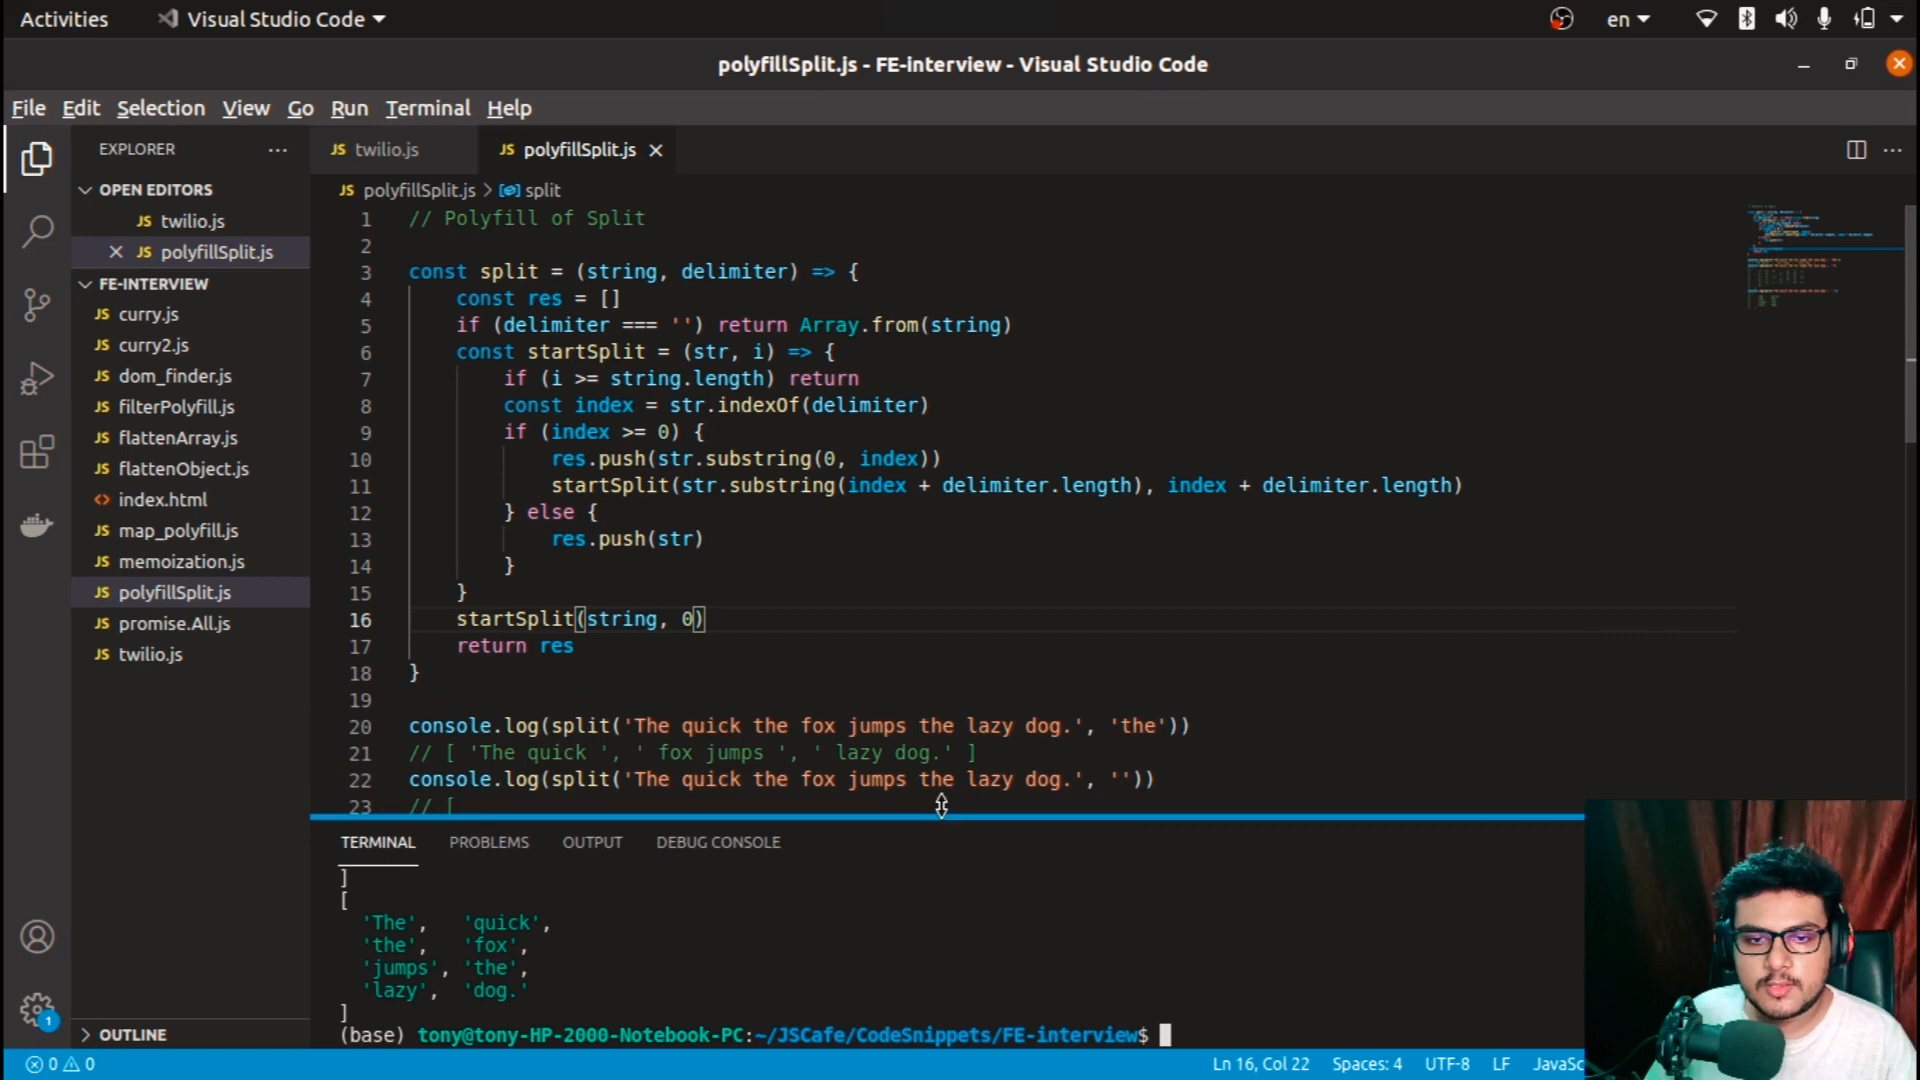 Activities
Visual Studio Code
en
polyfillSplit.js - FE-interview - Visual Studio Code
File Edit Selection View Go Run Terminal Help
EXPLORER
OPEN EDITORS
JS twilio.js
JS polyfillSplit.js
FE-INTERVIEW
JS curry.js
JS curry2.js
JS dom_finder.js
JS filterPolyfill.js
JS flattenArray.js
JS flattenObject.js
<> index.html
JS map_polyfill.js
JS memoization.js
JS polyfillSplit.js
JS promise.All.js
JS twilio.js
OUTLINE
1
JS twilio.js
JS polyfillSplit.js
JS polyfillSplit.js > split
1 // Polyfill of Split
2
3 const split = (string, delimiter) => {
4 const res = []
5 if (delimiter === '') return Array.from(string)
6 const startSplit = (str, i) => {
7 if (i >= string.length) return
8 const index = str.indexOf(delimiter)
9 if (index >= 0) {
10 res.push(str.substring(0, index))
11 startSplit(str.substring(index + delimiter.length), index + delimiter.length)
12 } else {
13 res.push(str)
14 }
15 }
16 startSplit(string, 0)
17 return res
18 }
19
20 console.log(split('The quick the fox jumps the lazy dog.', 'the'))
21 // [ 'The quick ', ' fox jumps ', ' lazy dog.' ]
22 console.log(split('The quick the fox jumps the lazy dog.', ''))
23 // [
TERMINAL PROBLEMS OUTPUT DEBUG CONSOLE
]
[
'The', 'quick',
'the', 'fox',
'jumps', 'the',
'lazy', 'dog.'
]
(base) tony@tony-HP-2000-Notebook-PC:~/JSCafe/CodeSnippets/FE-interview$
0 0
Ln 16, Col 22 Spaces: 4 UTF-8 LF JavaSc